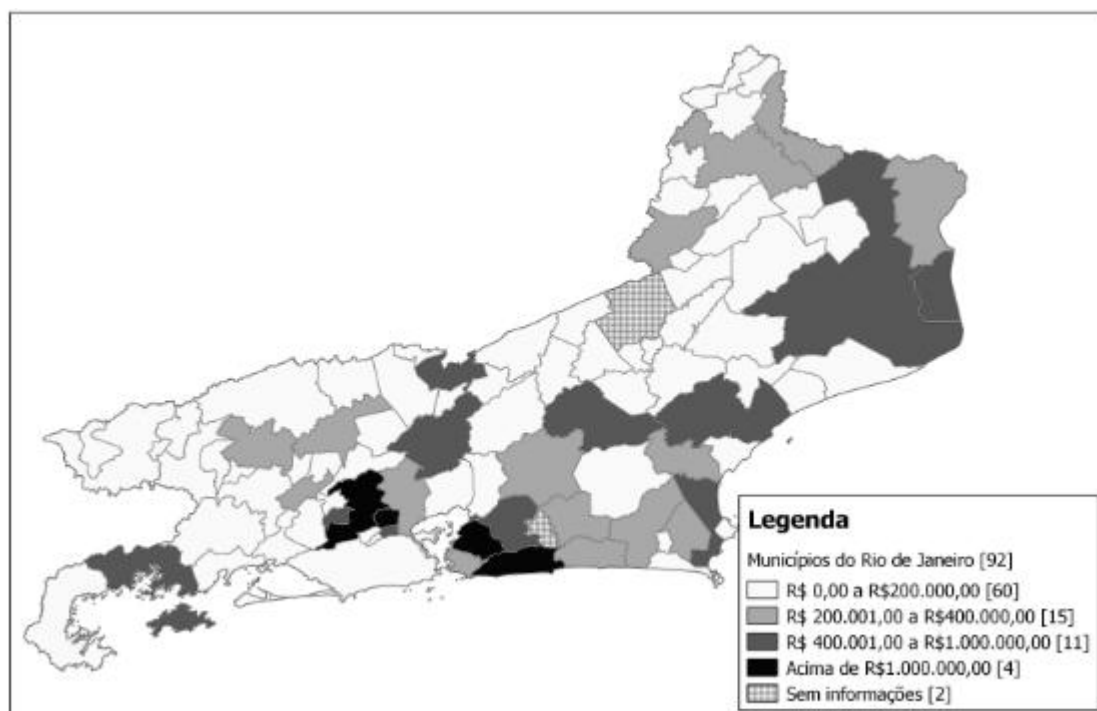 Legenda
Municípios do Rio de Janeiro [92]
R$ 0,00 a R$200.000,00 [60]
R$ 200.001,00 a R$400.000,00 [15]
R$ 400.001,00 a R$1.000.000,00 [11]
Acima de R$1.000.000,00 [4]
Sem informações [2]